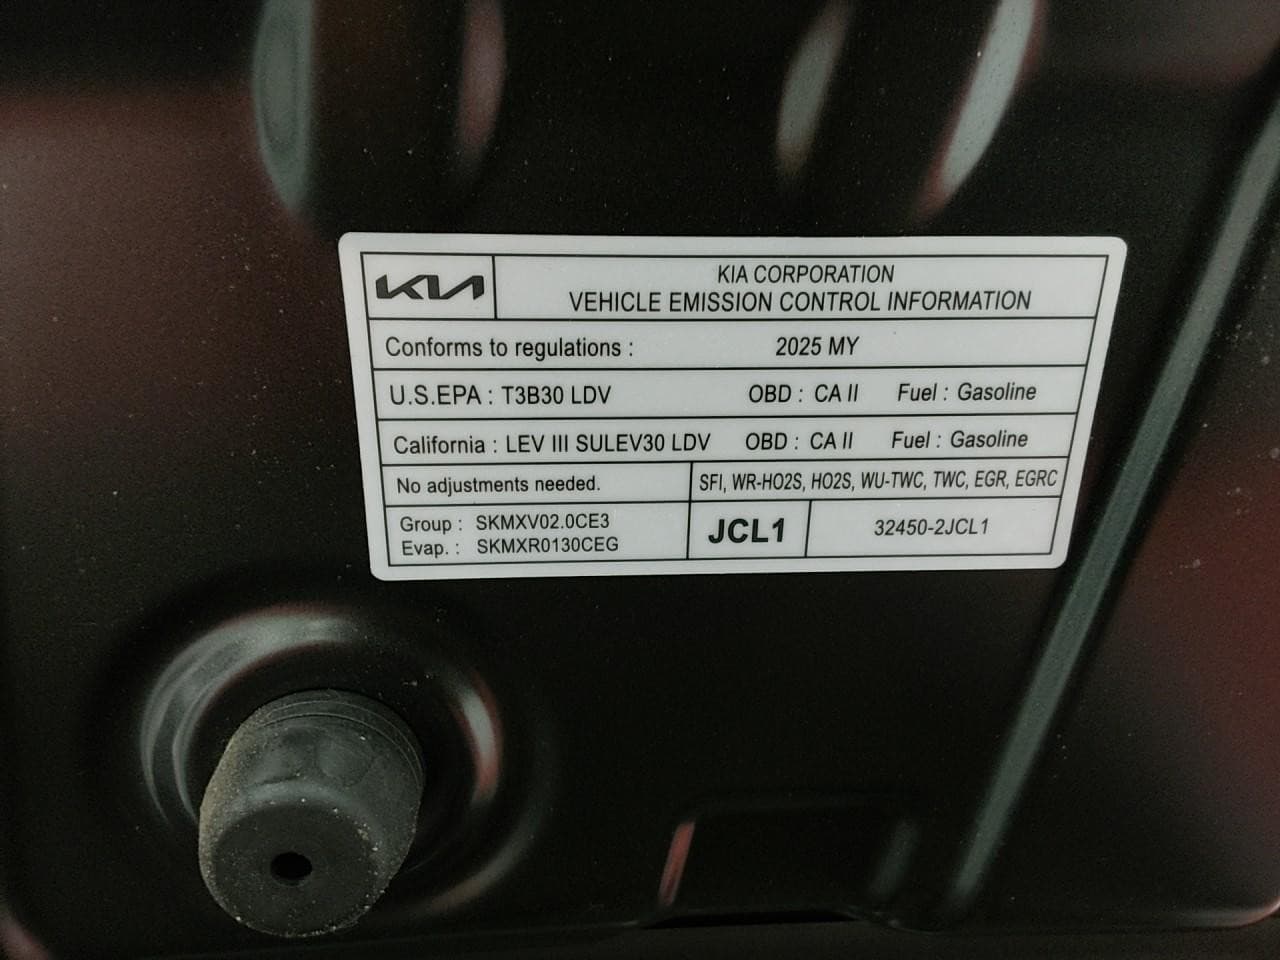 KIA
KIA CORPORATION
VEHICLE EMISSION CONTROL INFORMATION
Conforms to regulations : 2025 MY
U.S.EPA : T3B30 LDV OBD : CA II Fuel : Gasoline
California : LEV III SULEV30 LDV OBD : CA II Fuel : Gasoline
No adjustments needed. SFI, WR-HO2S, HO2S, WU-TWC, TWC, EGR, EGRC
Group : SKMXV02.0CE3
Evap. : SKMXR0130CEG
JCL1
32450-2JCL1